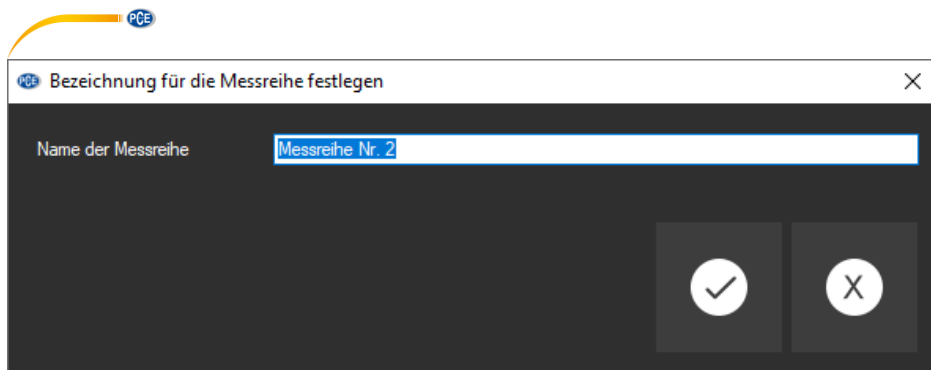 PCE
PCE Bezeichnung für die Messreihe festlegen
Name der Messreihe Messreihe Nr. 2
X